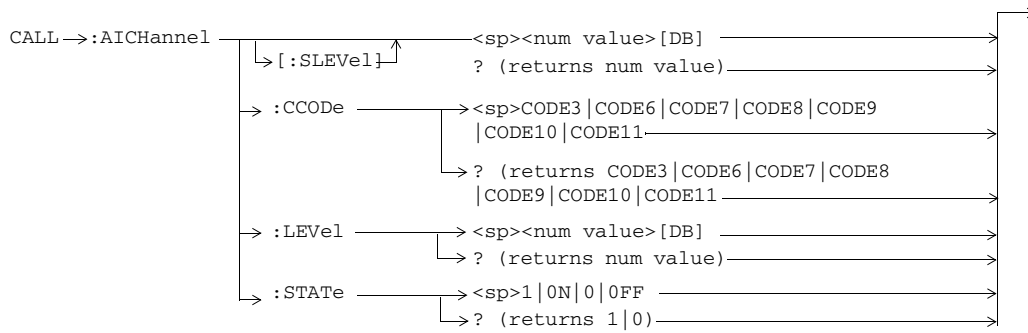 CALL :AICHannel <sp><num value>[DB]
[:SLEVel] ? (returns num value)
:CCODe <sp>CODE3|CODE6|CODE7|CODE8|CODE9
|CODE10|CODE11
? (returns CODE3|CODE6|CODE7|CODE8
|CODE9|CODE10|CODE11
:LEVel <sp><num value>[DB]
? (returns num value)
:STATe <sp>1|0N|0|0FF
? (returns 1|0)